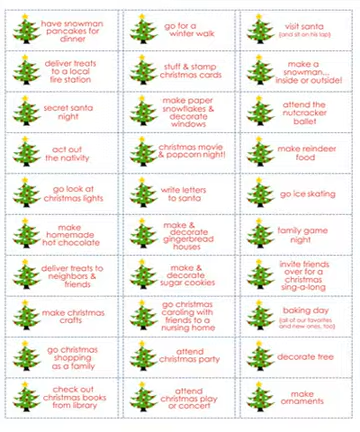 have snowman
pancakes for
dinner
go for a
winter walk
visit santa
(and sit on his lap)
deliver treats
to a local
fire station
stuff & stamp
christmas cards
make a
snowman...
inside or outside!
secret santa
night
make paper
snowflakes &
decorate
windows
attend the
nutcracker
ballet
act out
the nativity
christmas movie
& popcorn night!
make reindeer
food
go look at
christmas lights
write letters
to santa
go ice skating
make
homemade
hot chocolate
make &
decorate
gingerbread
houses
family game
night
deliver treats to
neighbors &
friends
make &
decorate
sugar cookies
invite friends
over for a
christmas
sing-a-long
make christmas
crafts
go christmas
caroling with
friends to a
nursing home
baking day
(all of our favorites
and new ones, too)
go christmas
shopping
as a family
attend
christmas party
decorate tree
check out
christmas books
from library
attend
christmas play
or concert
make
ornaments